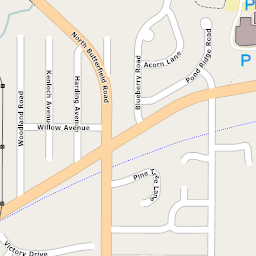 P
North Butterfield Road
Blueberry Road
Acorn Lane
Pond Ridge Road
P
Woodland Road
Kenloch Avenue
Harding Avenue
Willow Avenue
Pine Tree Lane
Victory Drive